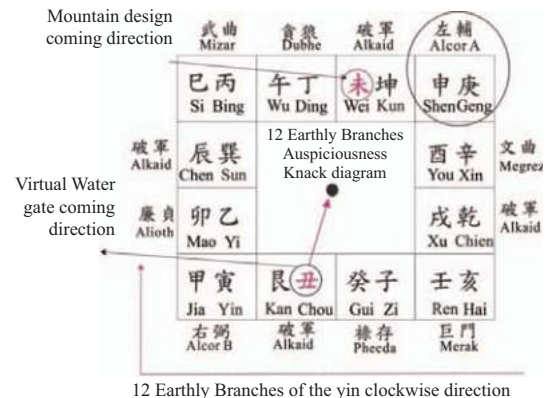 Mountain design
coming direction
武曲 貪狼 破軍 左輔
Mizar Dubhe Alkaid Alcor A
巳丙 午丁 未坤 申庚
Si Bing Wu Ding Wei Kun ShenGeng
12 Earthly Branches
Auspiciousness
Knack diagram
破軍 辰巽 酉辛 文曲
Alkaid Chen Sun You Xin Megrez
Virtual Water
gate coming
direction
廉貞 卯乙 戌乾 破軍
Alioth Mao Yi Xu Chien Alkaid
甲寅 艮丑 癸子 壬亥
Jia Yin Kan Chou Gui Zi Ren Hai
右弼 破軍 祿存 巨門
Alcor B Alkaid Phecda Merak
12 Earthly Branches of the yin clockwise direction